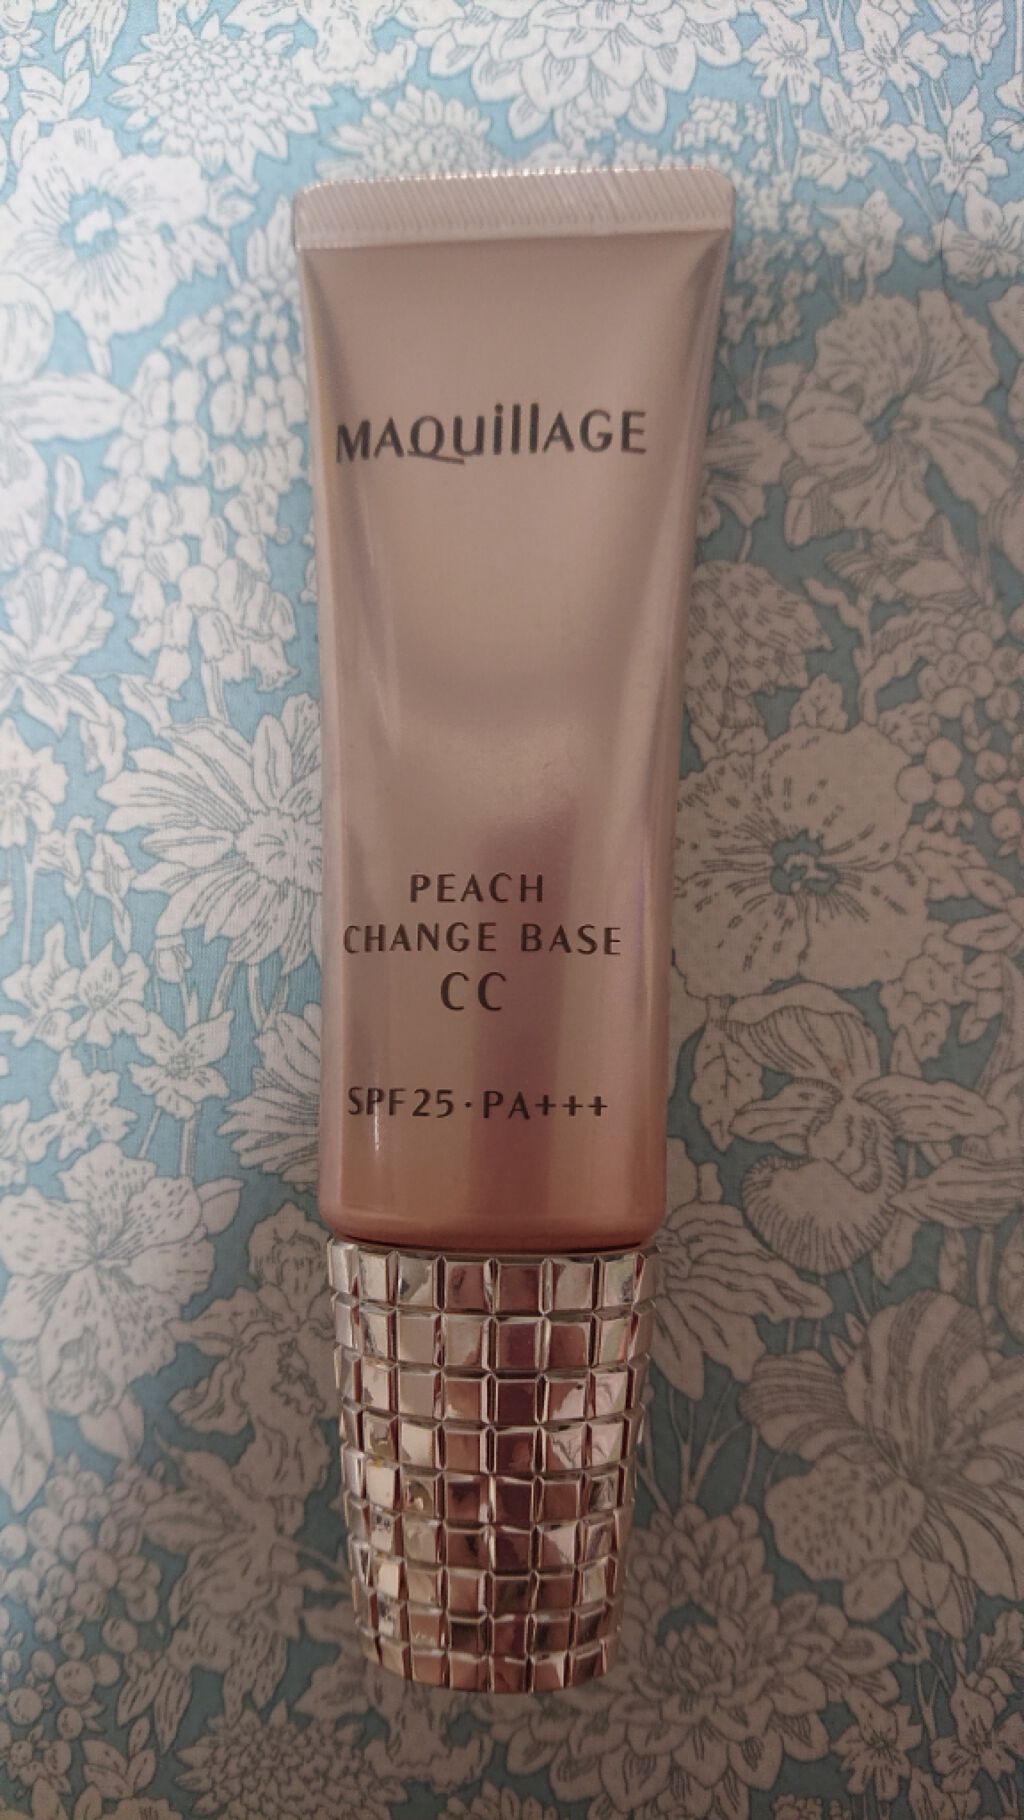 MAQuillAGE
PEACH
CHANGE BASE
CC
SPF25・PA+++